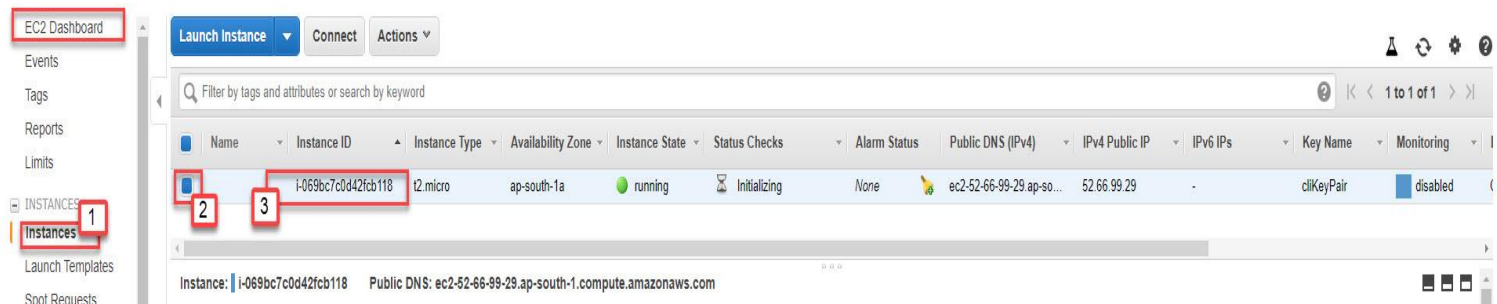 EC2 Dashboard
Events
Tags
Reports
Limits
INSTANCES
1
Instances
Launch Templates
Spot Requests
Launch Instance Connect Actions
Filter by tags and attributes or search by keyword 1 to 1 of 1
Name Instance ID Instance Type Availability Zone Instance State Status Checks Alarm Status Public DNS (IPv4) IPv4 Public IP IPv6 IPs Key Name Monitoring
i-069bc7c0d42fcb118 t2.micro ap-south-1a running Initializing None ec2-52-66-99-29.ap-so... 52.66.99.29 - cliKeyPair disabled
2 3
Instance: i-069bc7c0d42fcb118 Public DNS: ec2-52-66-99-29.ap-south-1.compute.amazonaws.com